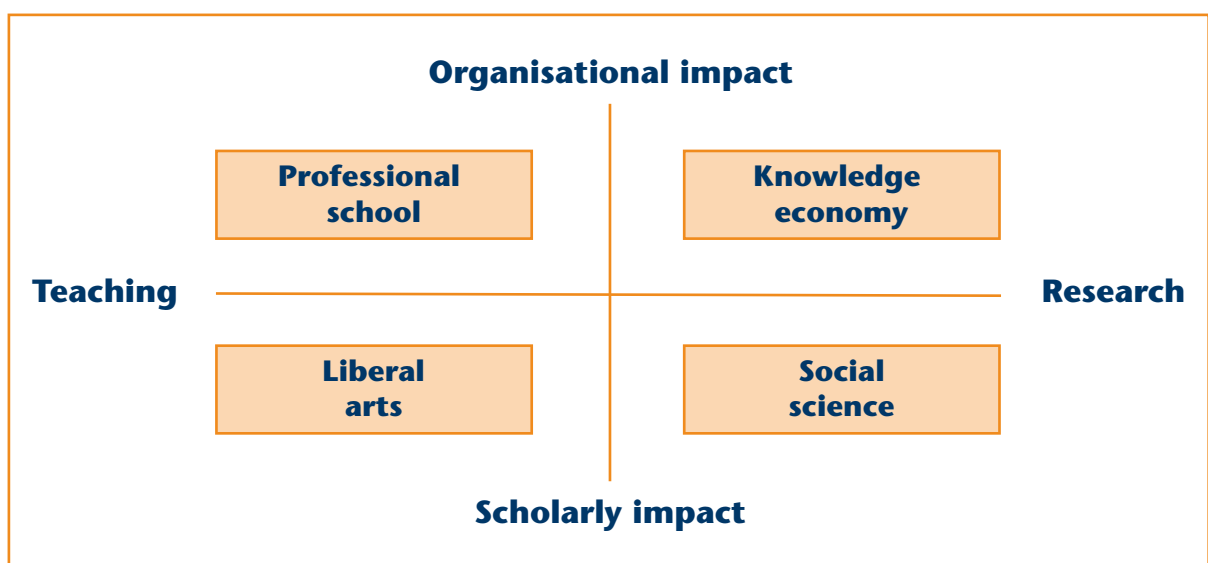 Organisational impact
Professional
school
Knowledge
economy
Teaching
Research
Liberal
arts
Social
science
Scholarly impact